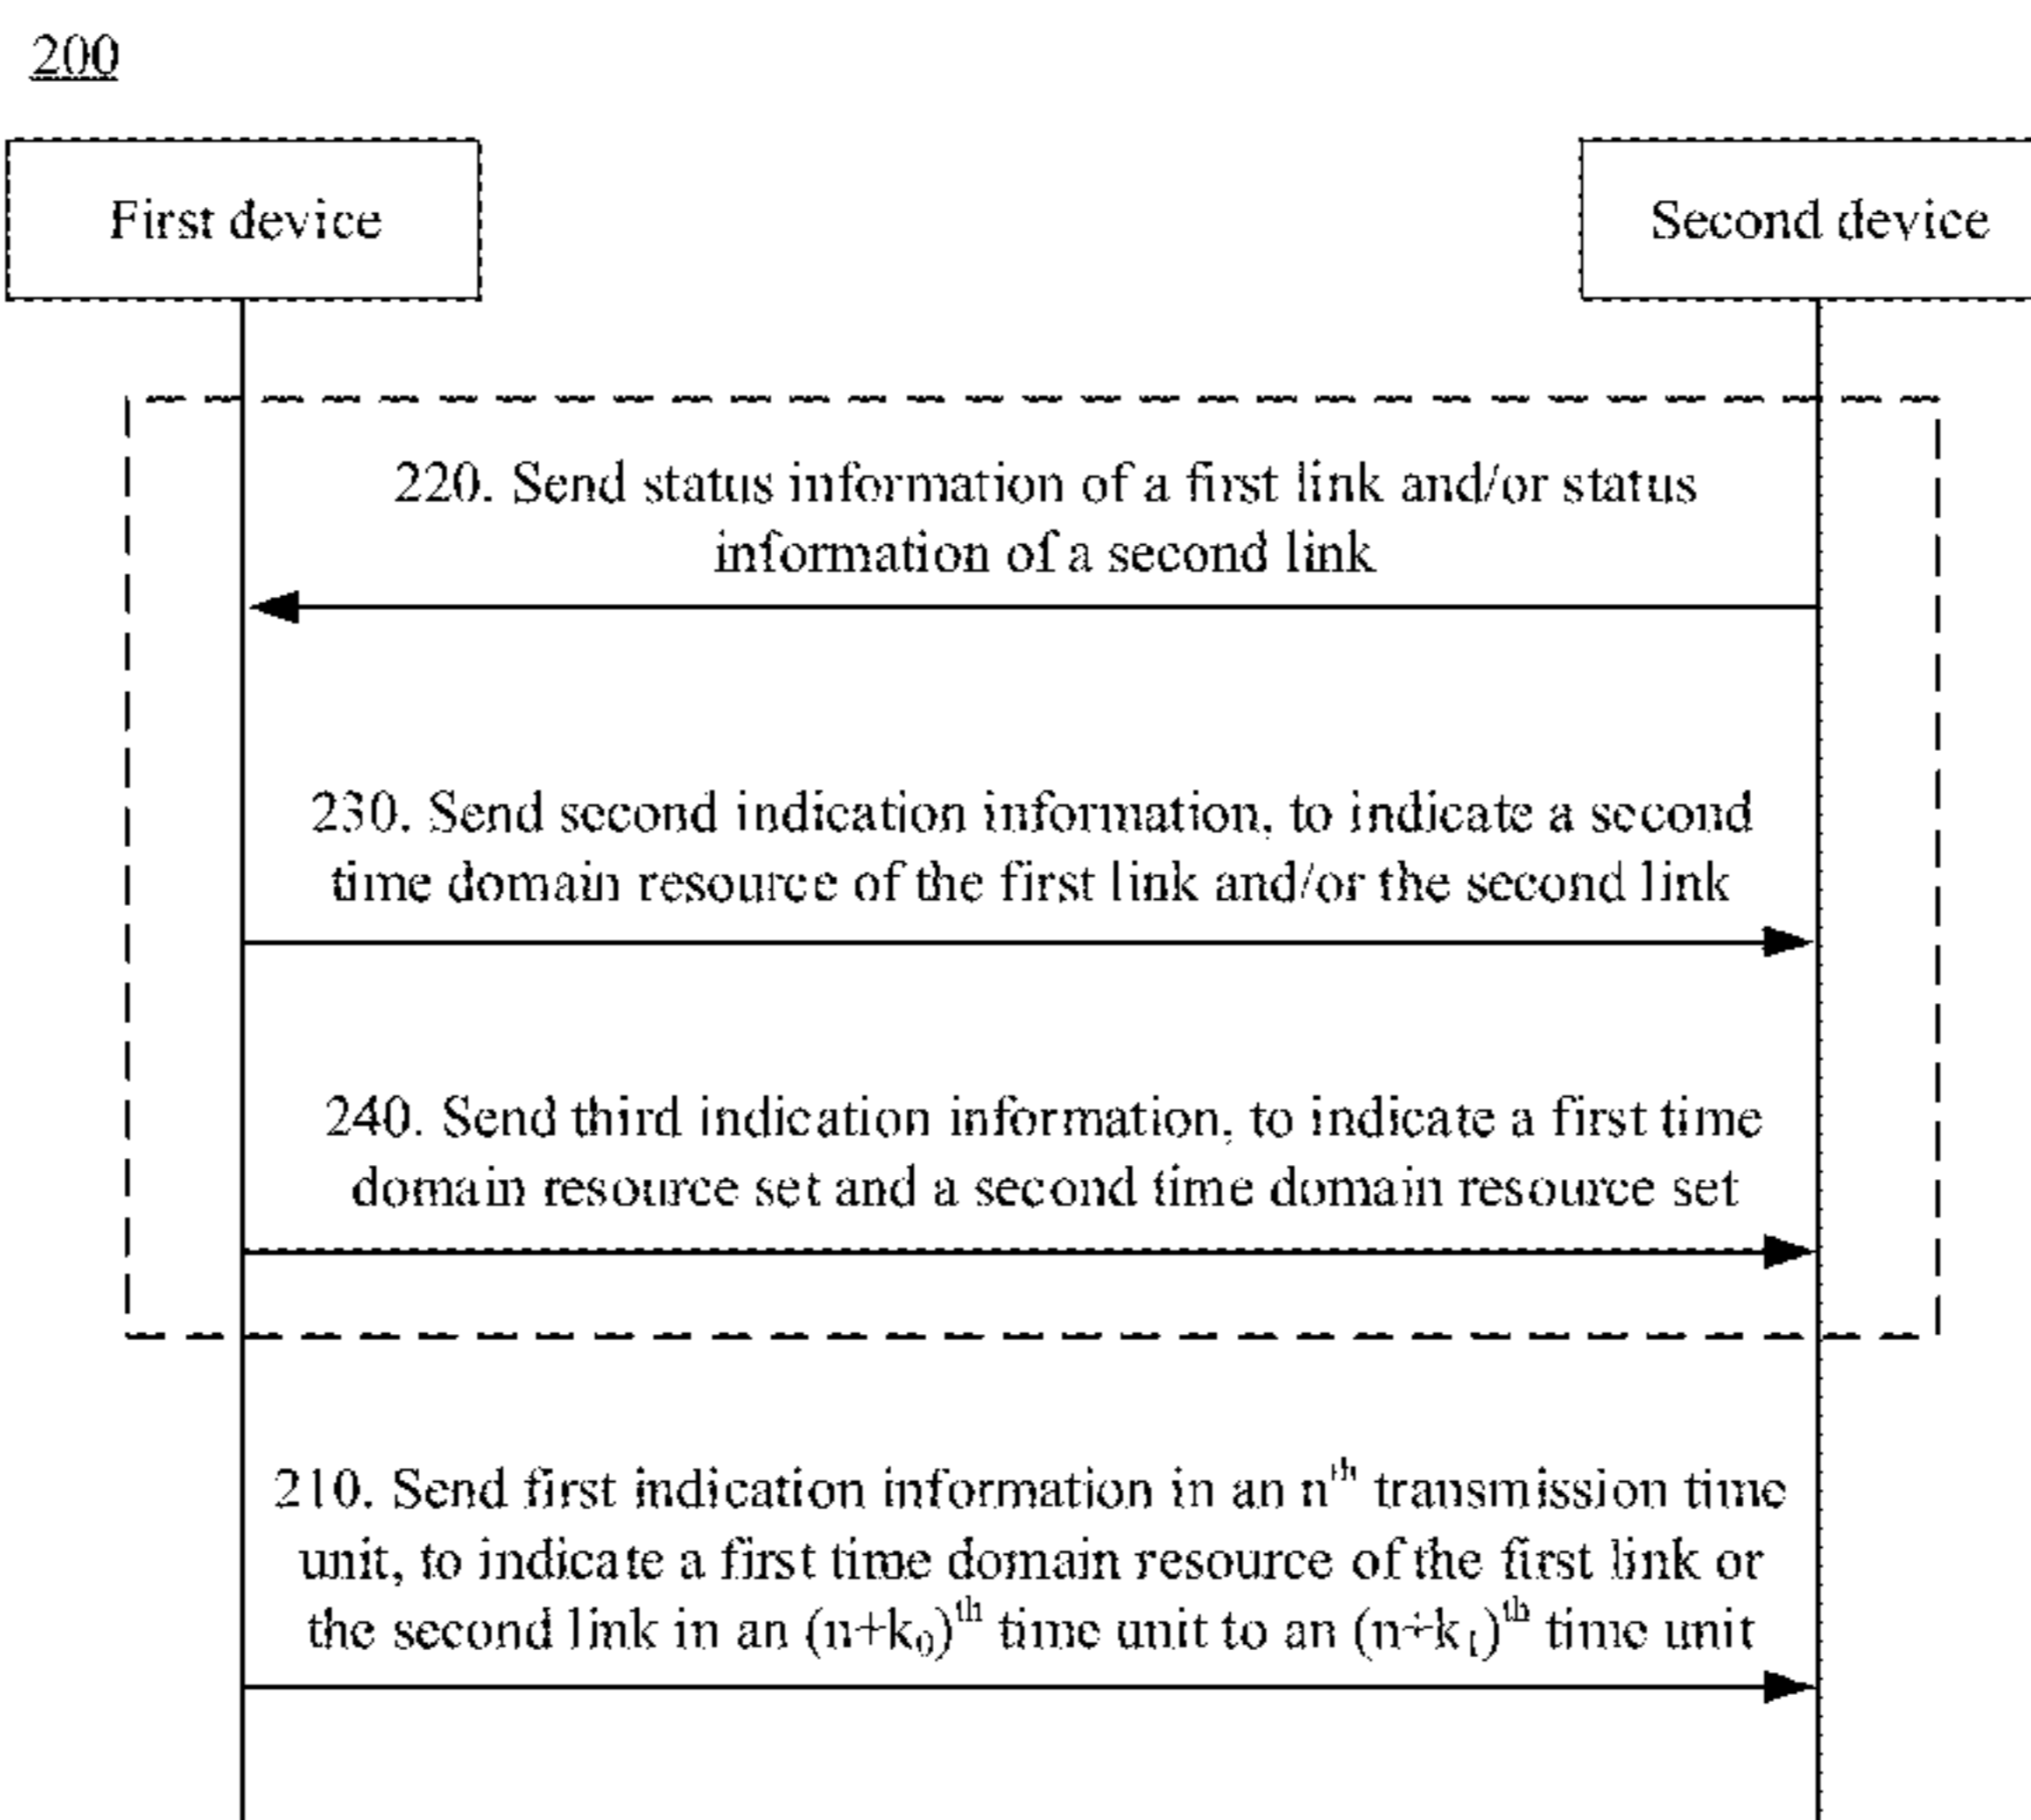 200
First device
Second device
220. Send status information of a first link and/or status
information of a second link
230. Send second indication information, to indicate a second
time domain resource of the first link and/or the second link
240. Send third indication information, to indicate a first time
domain resource set and a second time domain resource set
210. Send first indication information in an nᵗʰ transmission time
unit, to indicate a first time domain resource of the first link or
the second link in an (n+k₀)ᵗʰ time unit to an (n+k₁)ᵗʰ time unit